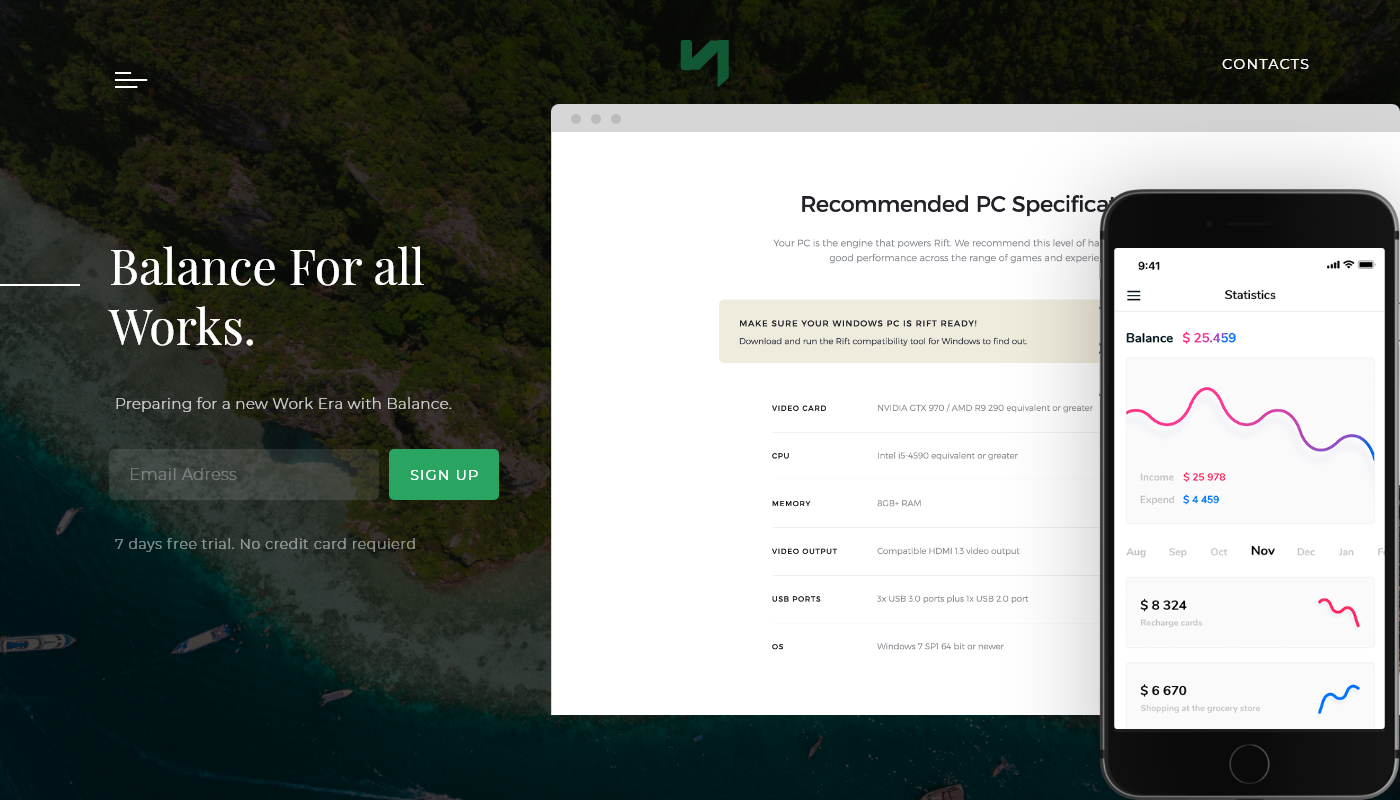 CONTACTS
Balance For all
Works.
Preparing for a new Work Era with Balance.
Email Adress
SIGN UP
7 days free trial. No credit card requierd
Recommended PC Specifica
Your PC is the engine that powers Rift. We recommend this level of ha
good performance across the range of games and experie
MAKE SURE YOUR WINDOWS PC IS RIFT READY!
Download and run the Rift compatibility tool for Windows to find out.
VIDEO CARD NVIDIA GTX 970 / AMD R9 290 equivalent or greater
CPU Intel i5-4590 equivalent or greater
MEMORY 8GB+ RAM
VIDEO OUTPUT Compatible HDMI 1.3 video output
USB PORTS 3x USB 3.0 ports plus 1x USB 2.0 port
OS Windows 7 SP1 64 bit or newer
9:41
Statistics
Balance $ 25.459
Income $ 25 978
Expend $ 4 459
Aug Sep Oct Nov Dec Jan
$ 8 324
Recharge cards
$ 6 670
Shopping at the grocery store